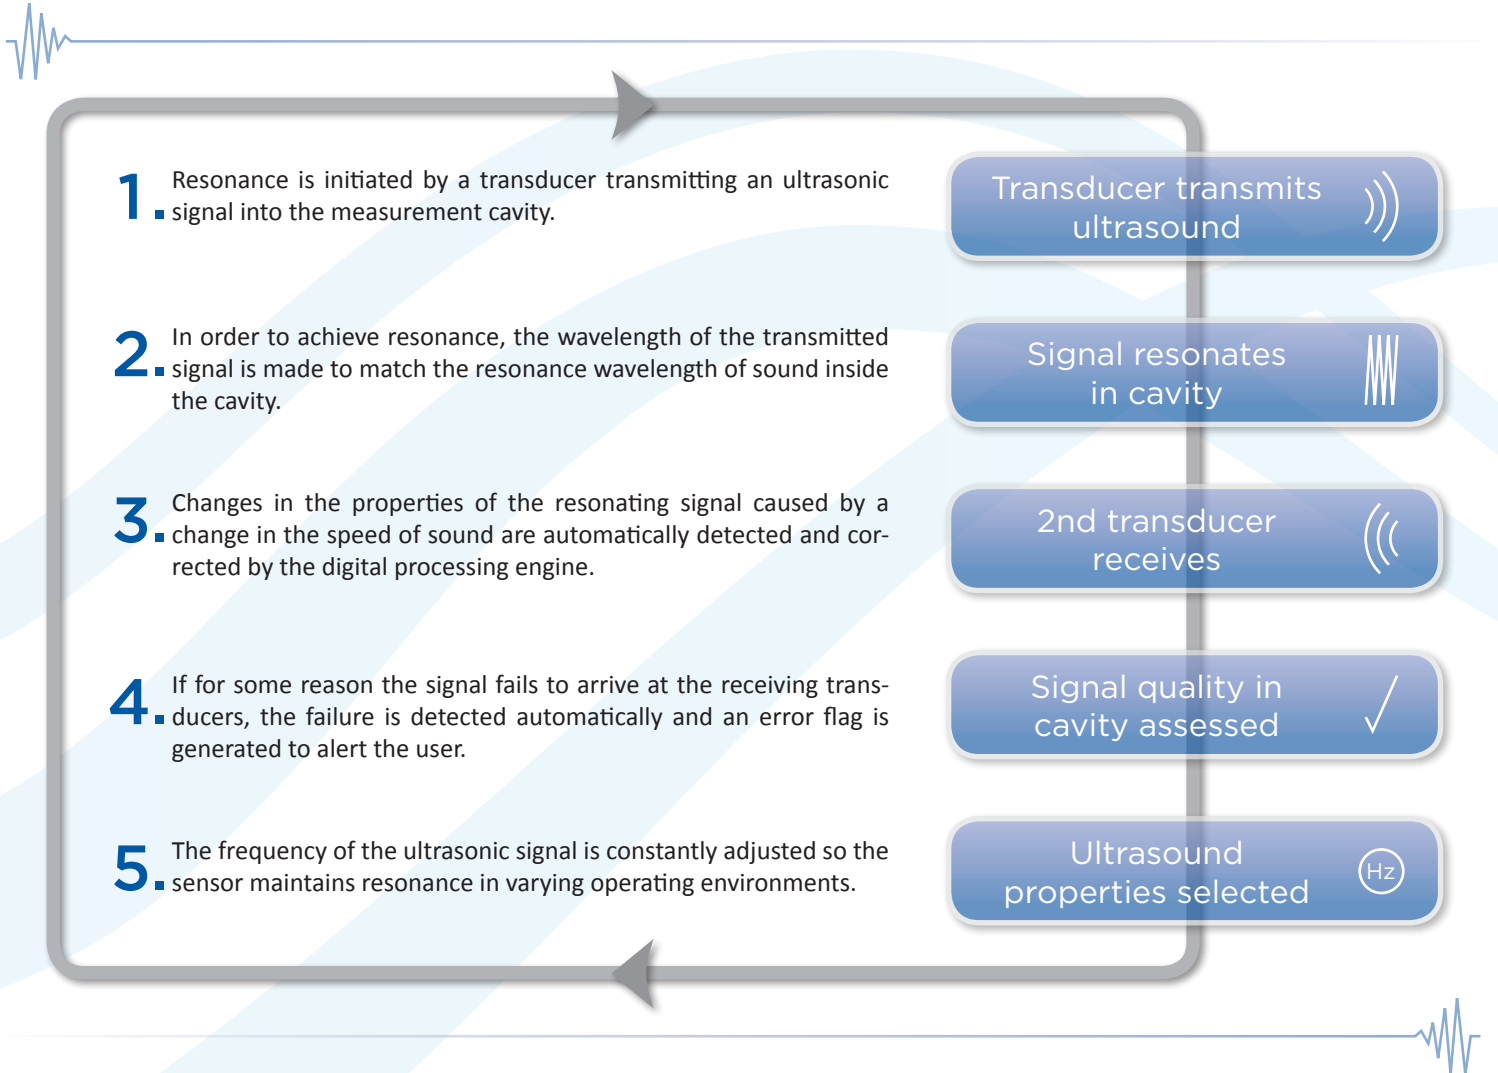 1. Resonance is initiated by a transducer transmitting an ultrasonic
signal into the measurement cavity.
Transducer transmits
ultrasound
2. In order to achieve resonance, the wavelength of the transmitted
signal is made to match the resonance wavelength of sound inside
the cavity.
Signal resonates
in cavity
3. Changes in the properties of the resonating signal caused by a
change in the speed of sound are automatically detected and cor-
rected by the digital processing engine.
2nd transducer
receives
4. If for some reason the signal fails to arrive at the receiving trans-
ducers, the failure is detected automatically and an error flag is
generated to alert the user.
Signal quality in
cavity assessed
5. The frequency of the ultrasonic signal is constantly adjusted so the
sensor maintains resonance in varying operating environments.
Ultrasound
properties selected
Hz